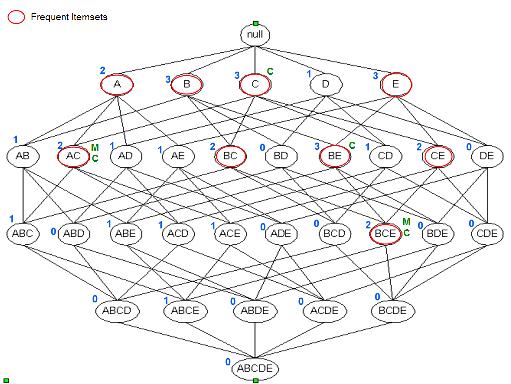 Frequent Itemsets
null
2 A 3 B 3 C C 1 D 3 E
1 AB 2 AC M C 1 AD 1 AE 2 BC 0 BD 3 BE C 1 CD 2 CE 0 DE
1 ABC 0 ABD 1 ABE 1 ACD 1 ACE 0 ADE 0 BCD 2 BCE M C 0 BDE 0 CDE
0 ABCD 1 ABCE 0 ABDE 0 ACDE 0 BCDE
0 ABCDE